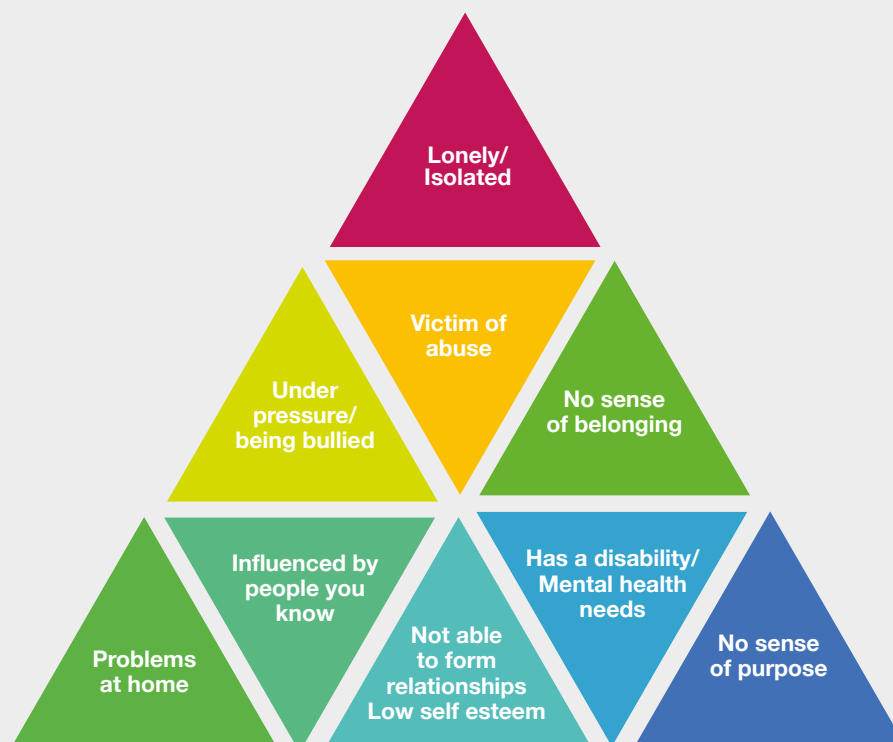 Lonely/
Isolated
Victim of
abuse
Under
pressure/
being bullied
No sense
of belonging
Influenced by
people you
know
Has a disability/
Mental health
needs
Problems
at home
Not able
to form
relationships
Low self esteem
No sense
of purpose